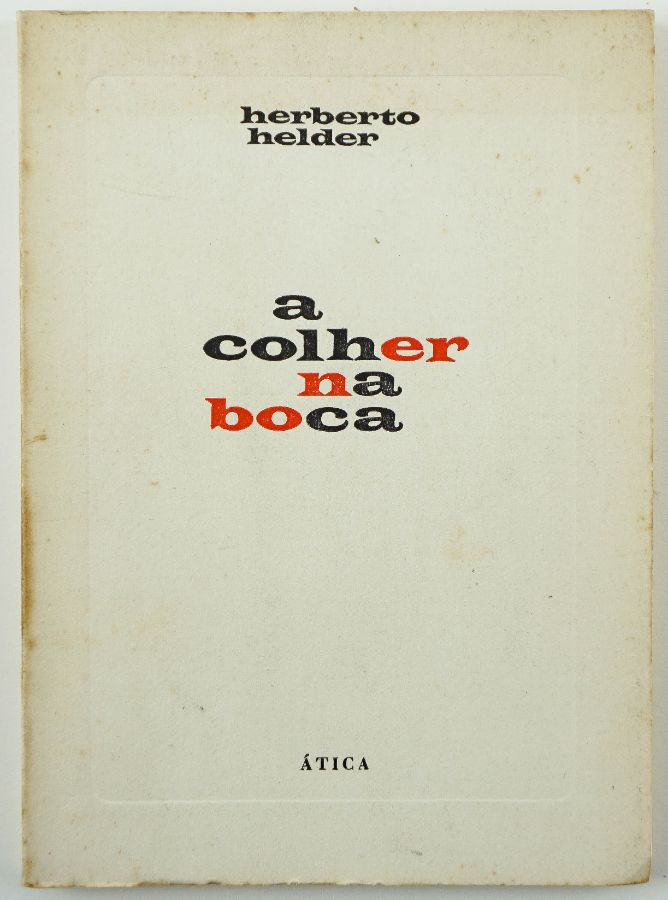 herberto
helder
a
colher
na
boca
ÁTICA